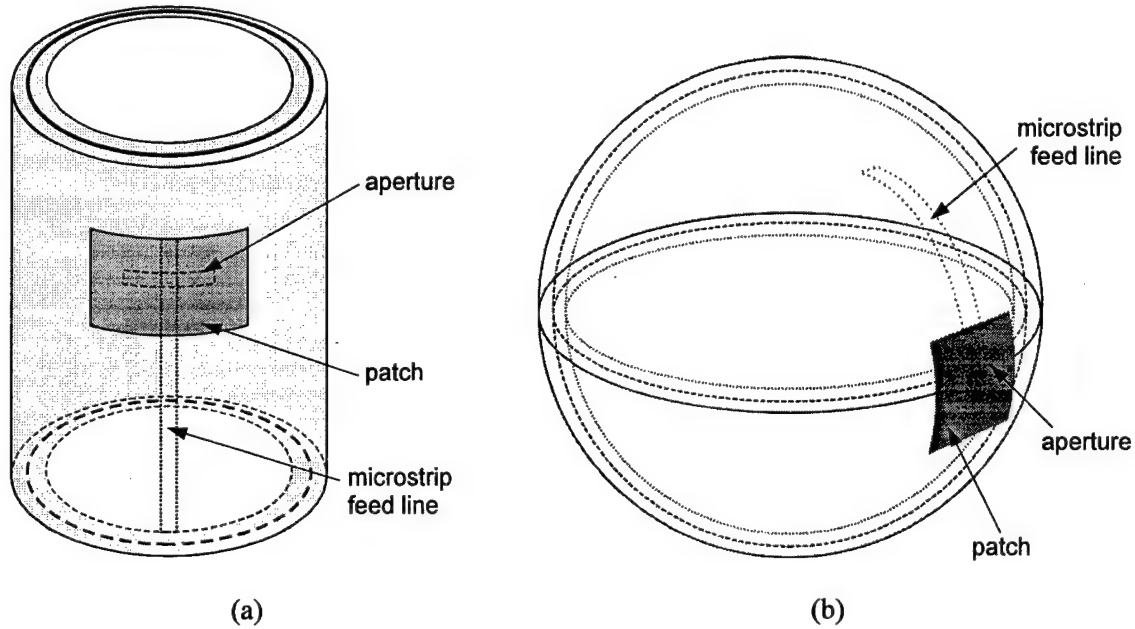 aperture
patch
microstrip
feed line
(a)
microstrip
feed line
aperture
patch
(b)